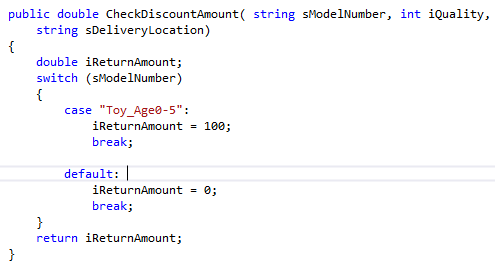 public double CheckDiscountAmount( string sModelNumber, int iQuality,
    string sDeliveryLocation)
{
    double iReturnAmount;
    switch (sModelNumber)
    {
        case "Toy_Age0-5":
            iReturnAmount = 100;
            break;

        default:
            iReturnAmount = 0;
            break;
    }
    return iReturnAmount;
}